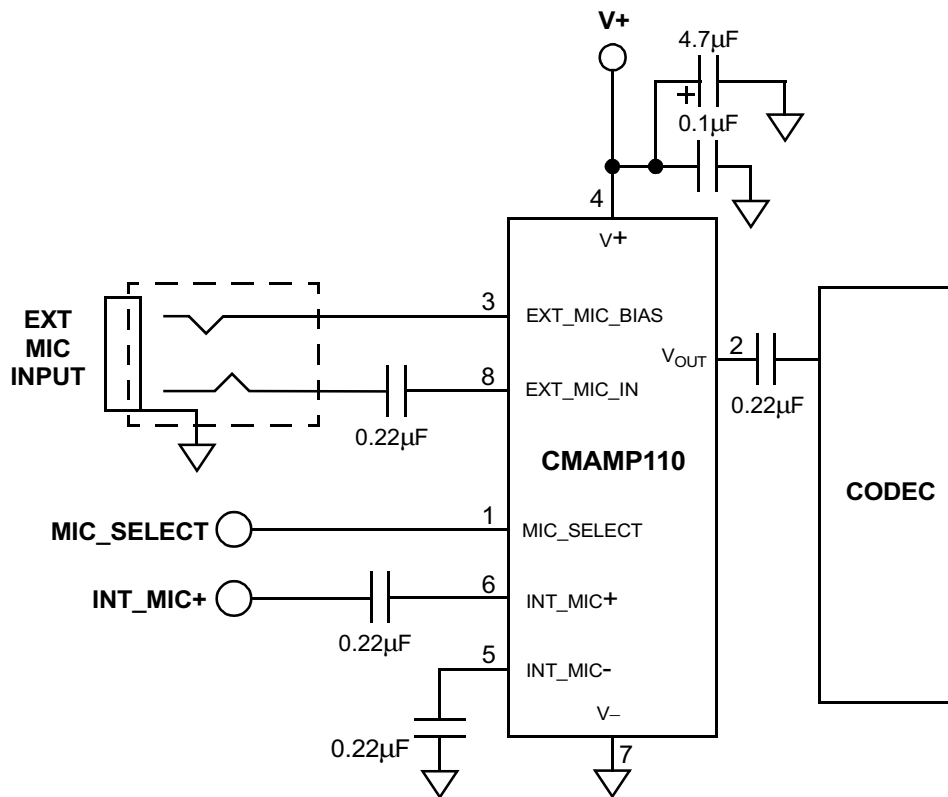 V+
4.7µF
+
0.1µF
4
V+
EXT
MIC
INPUT
3
EXT_MIC_BIAS
8
EXT_MIC_IN
0.22µF
VOUT
2
0.22µF
CMAMP110
CODEC
MIC_SELECT
1
MIC_SELECT
INT_MIC+
6
INT_MIC+
0.22µF
5
INT_MIC-
0.22µF
V–
7